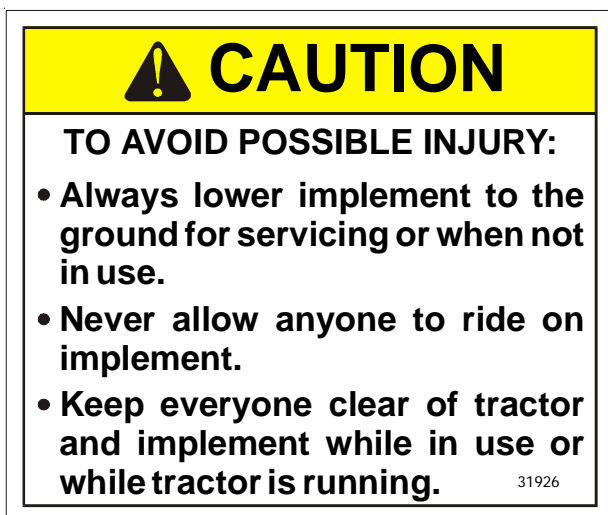 CAUTION
TO AVOID POSSIBLE INJURY:
• Always lower implement to the
ground for servicing or when not
in use.
• Never allow anyone to ride on
implement.
• Keep everyone clear of tractor
and implement while in use or
while tractor is running. 31926